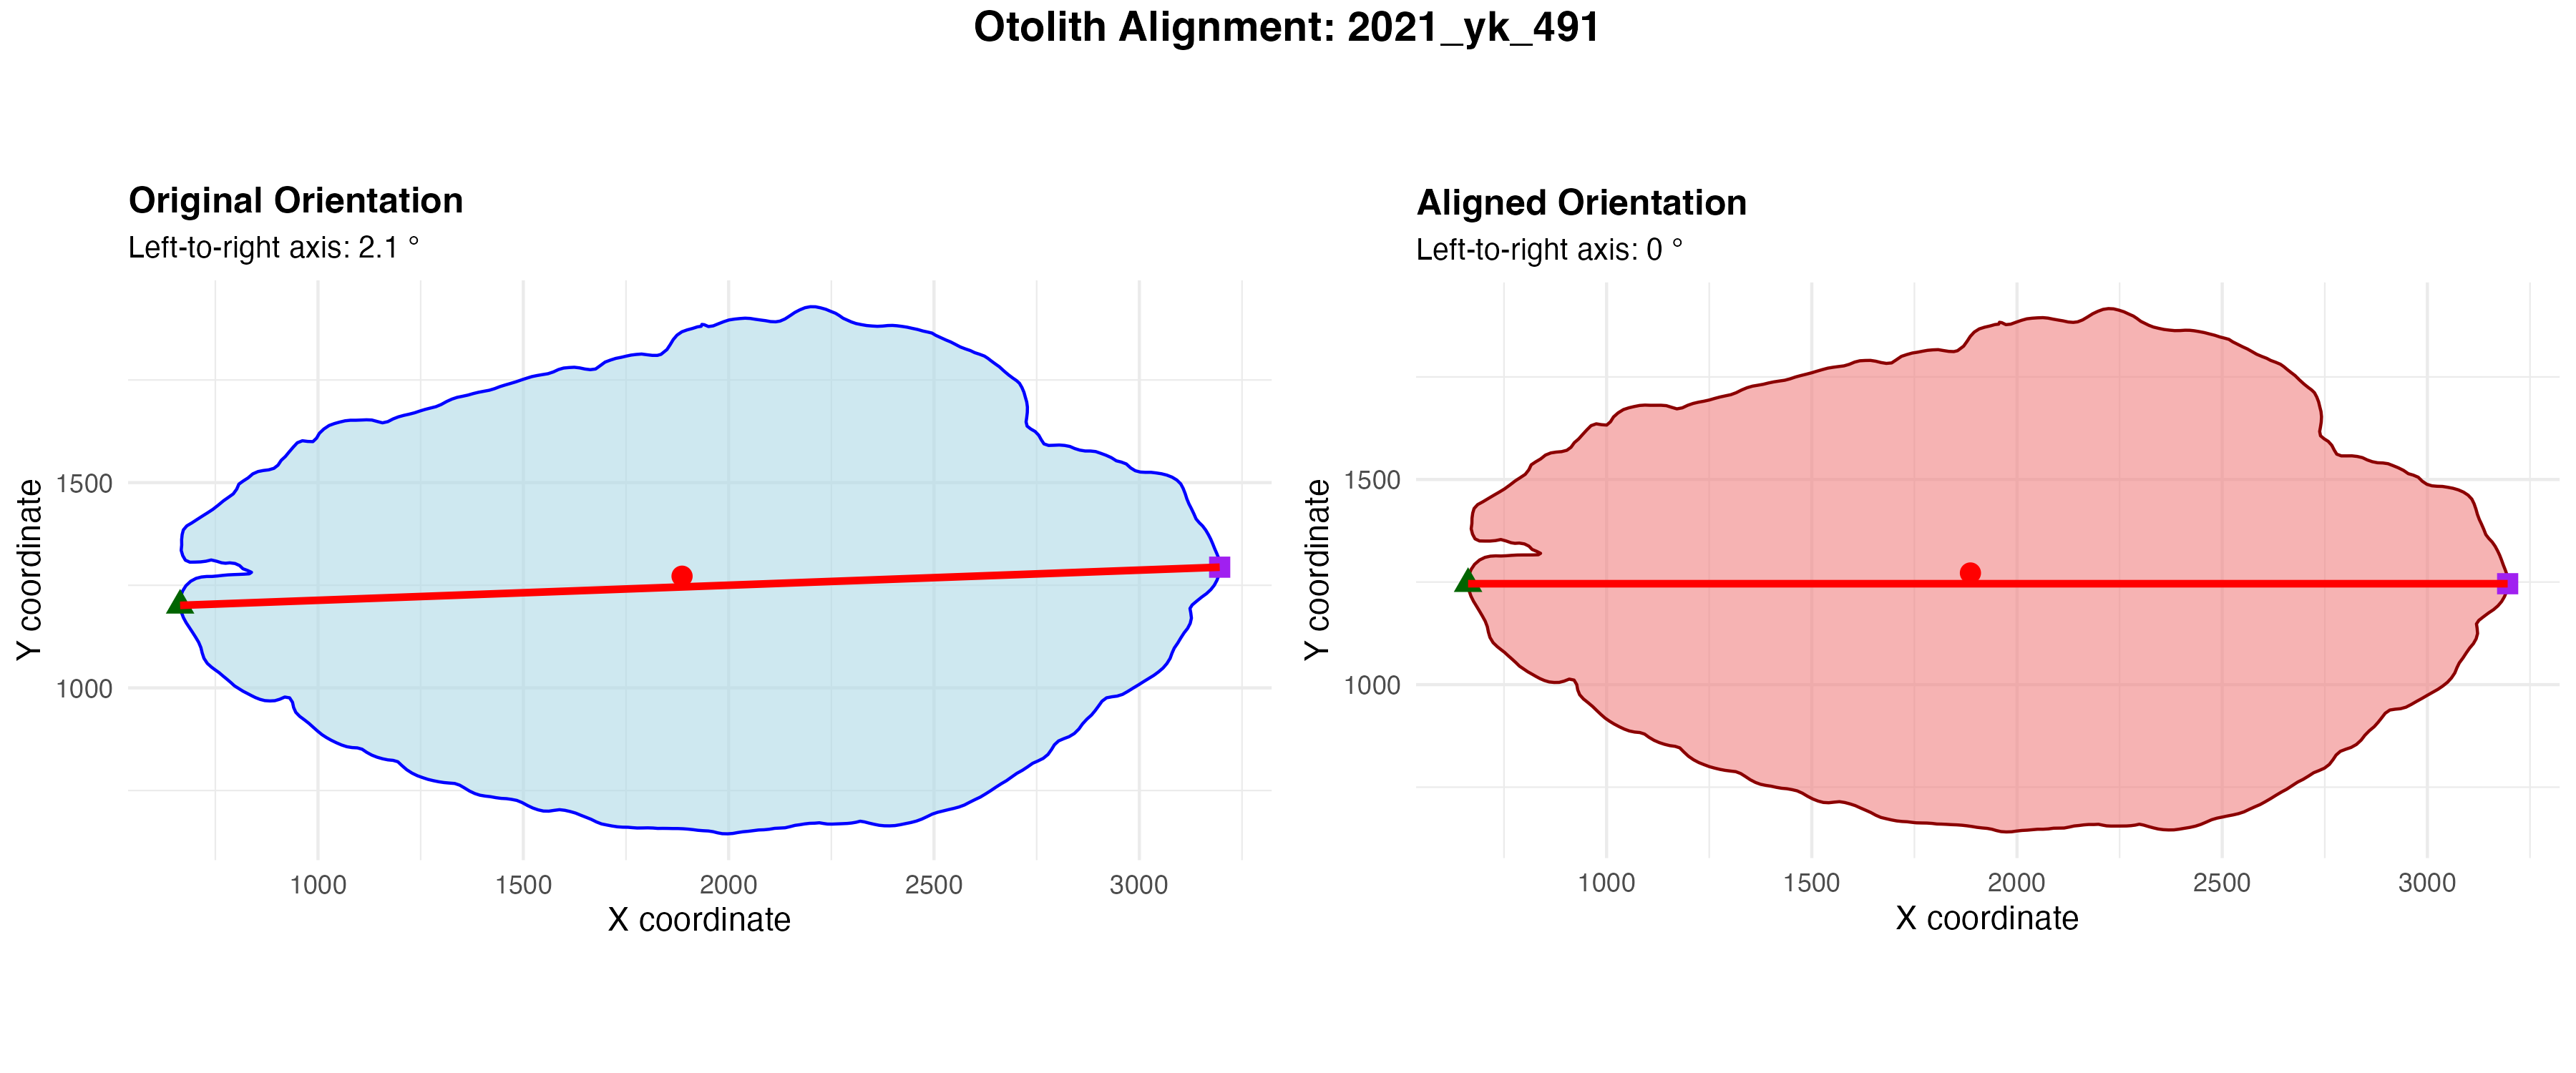 Otolith Alignment: 2021_yk_491
Original Orientation
Left-to-right axis: 2.1 °
Y coordinate
1500
1000
1000
1500
2000
2500
3000
X coordinate
Aligned Orientation
Left-to-right axis: 0 °
Y coordinate
1500
1000
1000
1500
2000
2500
3000
X coordinate